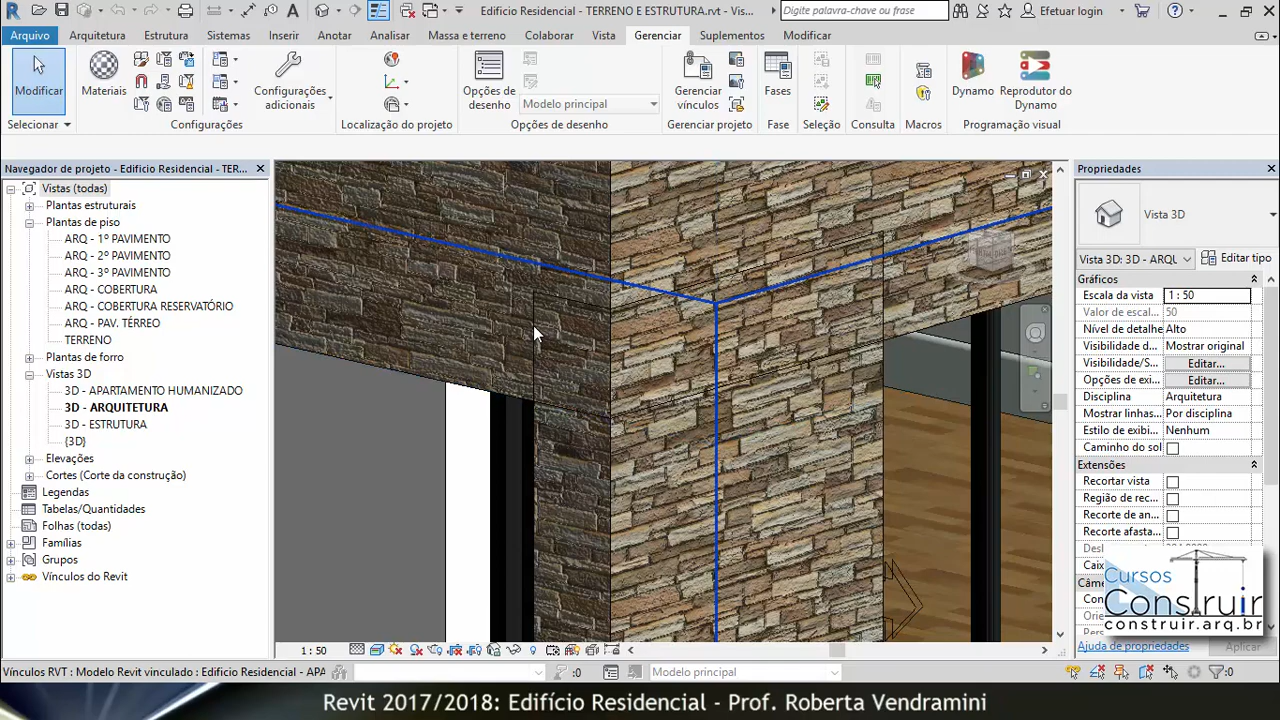 Edificio Residencial - TERRENO E ESTRUTURA.rvt - Vis...
Digite palavra-chave ou frase
Efetuar login
Arquivo Arquitetura Estrutura Sistemas Inserir Anotar Analisar Massa e terreno Colaborar Vista Gerenciar Suplementos Modificar
Modificar
Materiais
Configurações adicionais
Opções de desenho
Modelo principal
Gerenciar vínculos
Fases
Dynamo
Reprodutor do Dynamo
Selecionar Configurações Localização do projeto Opções de desenho Gerenciar projeto Fase Seleção Consulta Macros Programação visual
Navegador de projeto - Edificio Residencial - TER...
Vistas (todas)
Plantas estruturais
Plantas de piso
ARQ - 1º PAVIMENTO
ARQ - 2º PAVIMENTO
ARQ - 3º PAVIMENTO
ARQ - COBERTURA
ARQ - COBERTURA RESERVATÓRIO
ARQ - PAV. TÉRREO
TERRENO
Plantas de forro
Vistas 3D
3D - APARTAMENTO HUMANIZADO
3D - ARQUITETURA
3D - ESTRUTURA
{3D}
Elevações
Cortes (Corte da construção)
Legendas
Tabelas/Quantidades
Folhas (todas)
Famílias
Grupos
Vínculos do Revit
Propriedades
Vista 3D
Vista 3D: 3D - ARQU
Editar tipo
Gráficos
Escala da vista 1 : 50
Valor de escal... 50
Nível de detalhe Alto
Visibilidade d... Mostrar original
Visibilidade/S... Editar...
Opções de exi... Editar...
Disciplina Arquitetura
Mostrar linhas... Por disciplina
Estilo de exibi... Nenhum
Caminho do sol
Extensões
Recortar vista
Região de rec...
Recorte de an...
Recorte afasta...
Caix
Câme
Con
Cursos
Construir
construir.arq.br
Ajuda de propriedades
Aplicar
1 : 50
Vínculos RVT : Modelo Revit vinculado : Edificio Residencial - APA
:0
Modelo principal
:0
Revit 2017/2018: Edifício Residencial - Prof. Roberta Vendramini